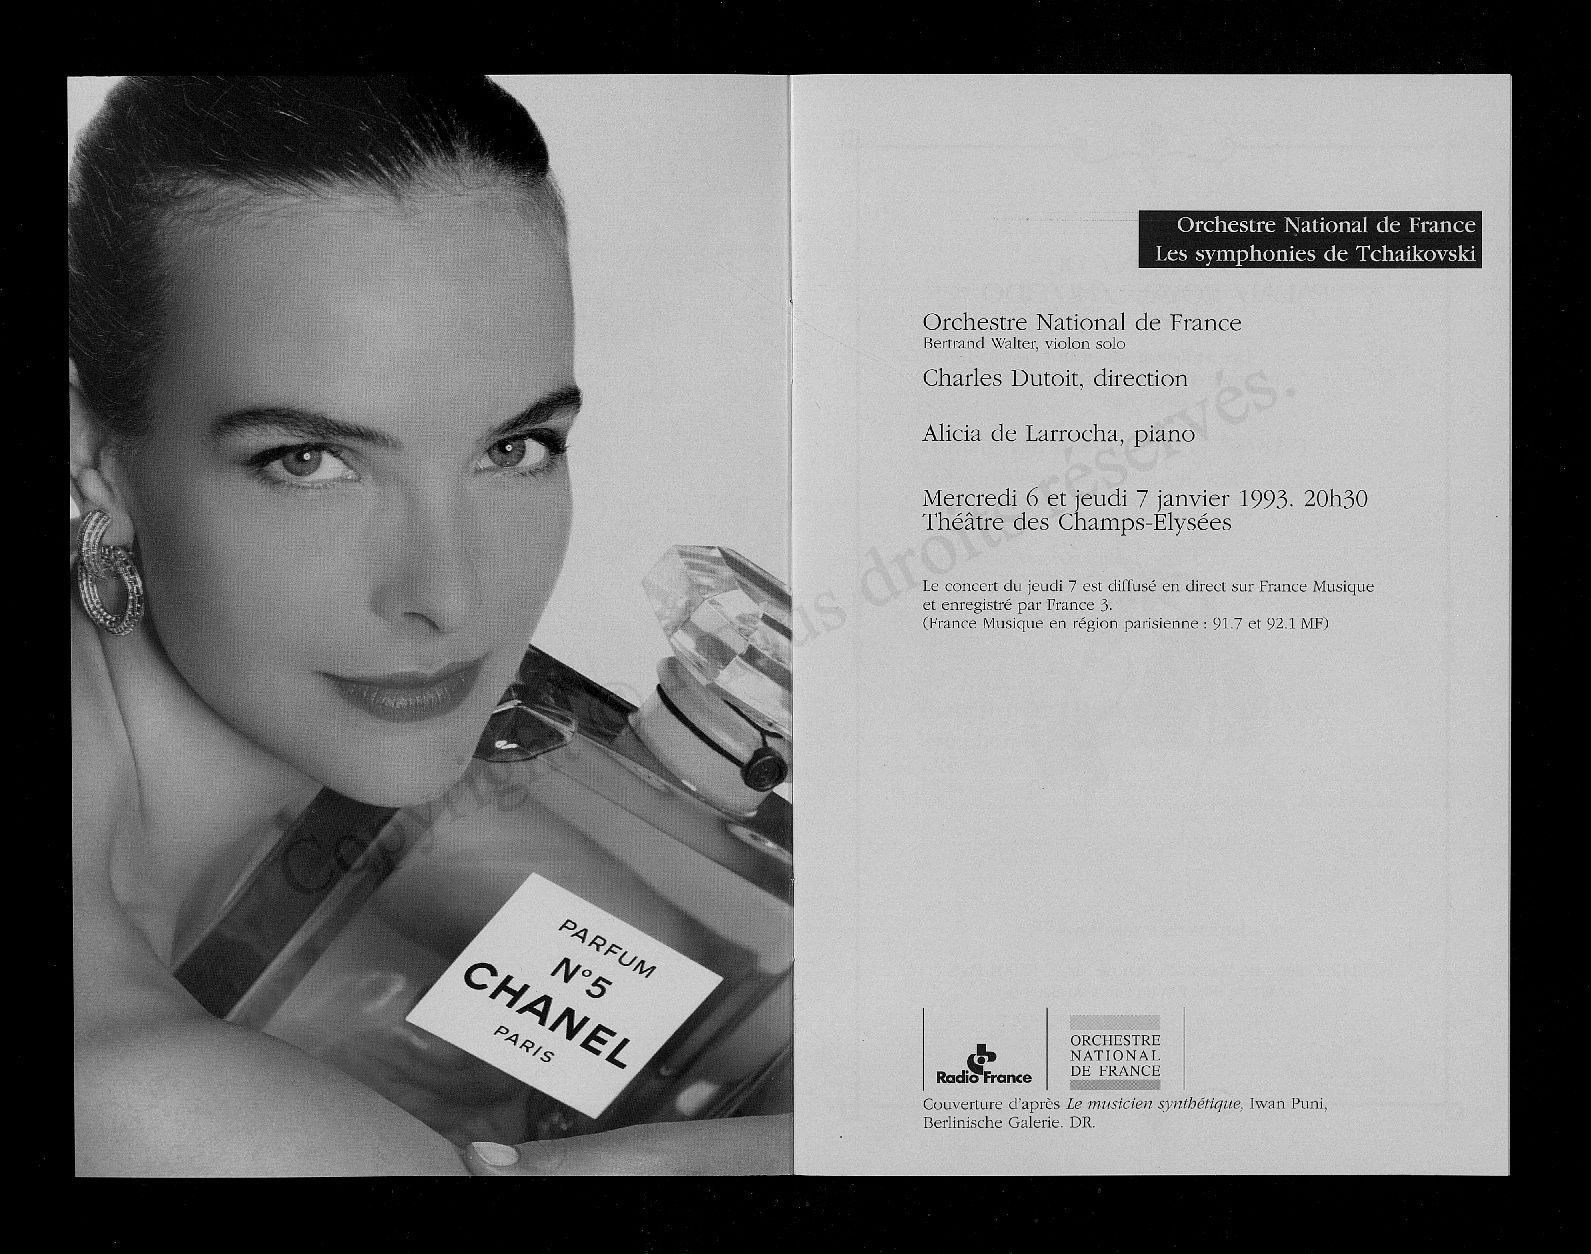 PARFUM
N°5
CHANEL
PARIS
Orchestre National de France
Les symphonies de Tchaikovski
Orchestre National de France
Bertrand Walter, violon solo
Charles Dutoit, direction
Alicia de Larrocha, piano
Mercredi 6 et jeudi 7 janvier 1993. 20h30
Théâtre des Champs-Elysées
Le concert du jeudi 7 est diffusé en direct sur France Musique
et enregistré par France 3.
(France Musique en région parisienne : 91.7 et 92.1 MF)
Radio France
ORCHESTRE
NATIONAL
DE FRANCE
Couverture d'après Le musicien synthétique, Iwan Puni,
Berlinische Galerie. DR.
droits réservés.